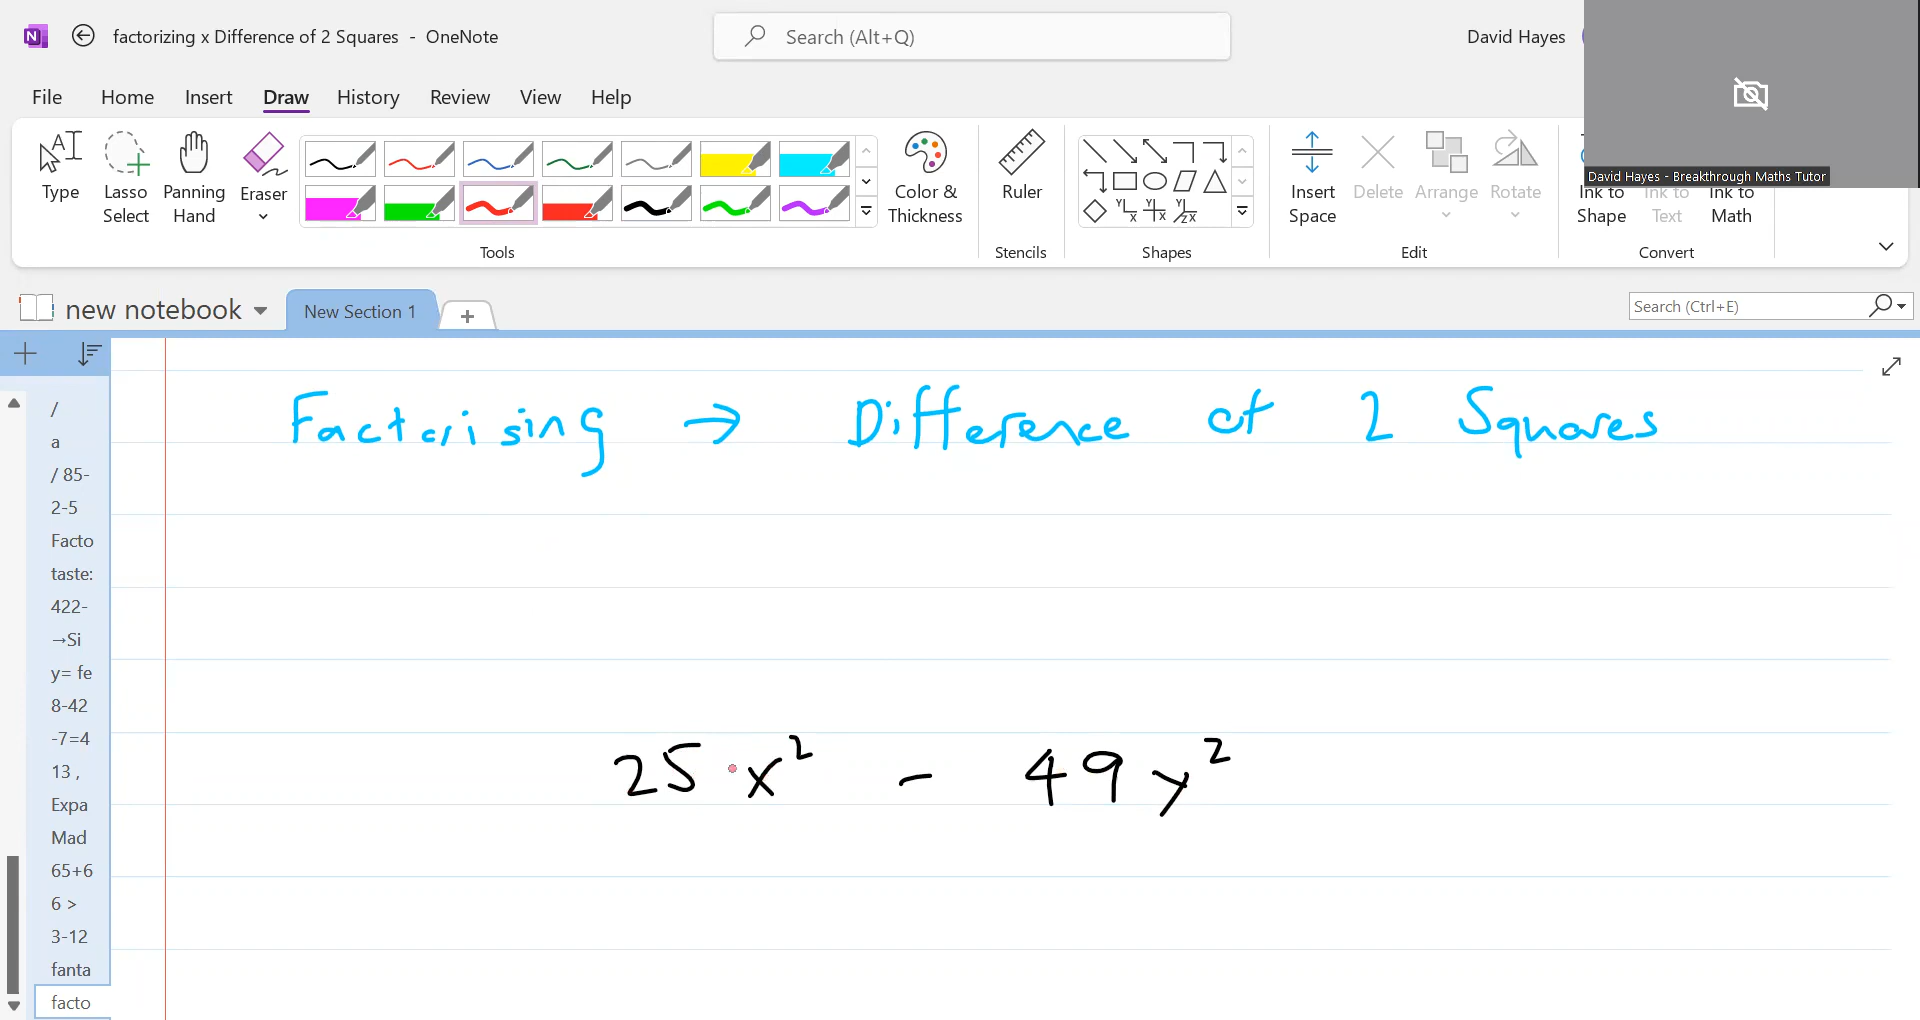 factorizing x Difference of 2 Squares - OneNote
Search (Alt+Q)
David Hayes
File Home Insert Draw History Review View Help
David Hayes - Breakthrough Maths Tutor
Type
Lasso Select
Panning Hand
Eraser
Color & Thickness
Ruler
Insert Space
Delete
Arrange
Rotate
Ink to Shape
Ink to Text
Ink to Math
Tools
Stencils
Shapes
Edit
Convert
new notebook
New Section 1
Search (Ctrl+E)
/
a
/ 85-
2-5
Facto
taste:
422-
→Si
y= fe
8-42
-7=4
13 ,
Expa
Mad
65+6
6 >
3-12
fanta
facto
Factorising → Difference of 2 Squares
25x² - 49y²